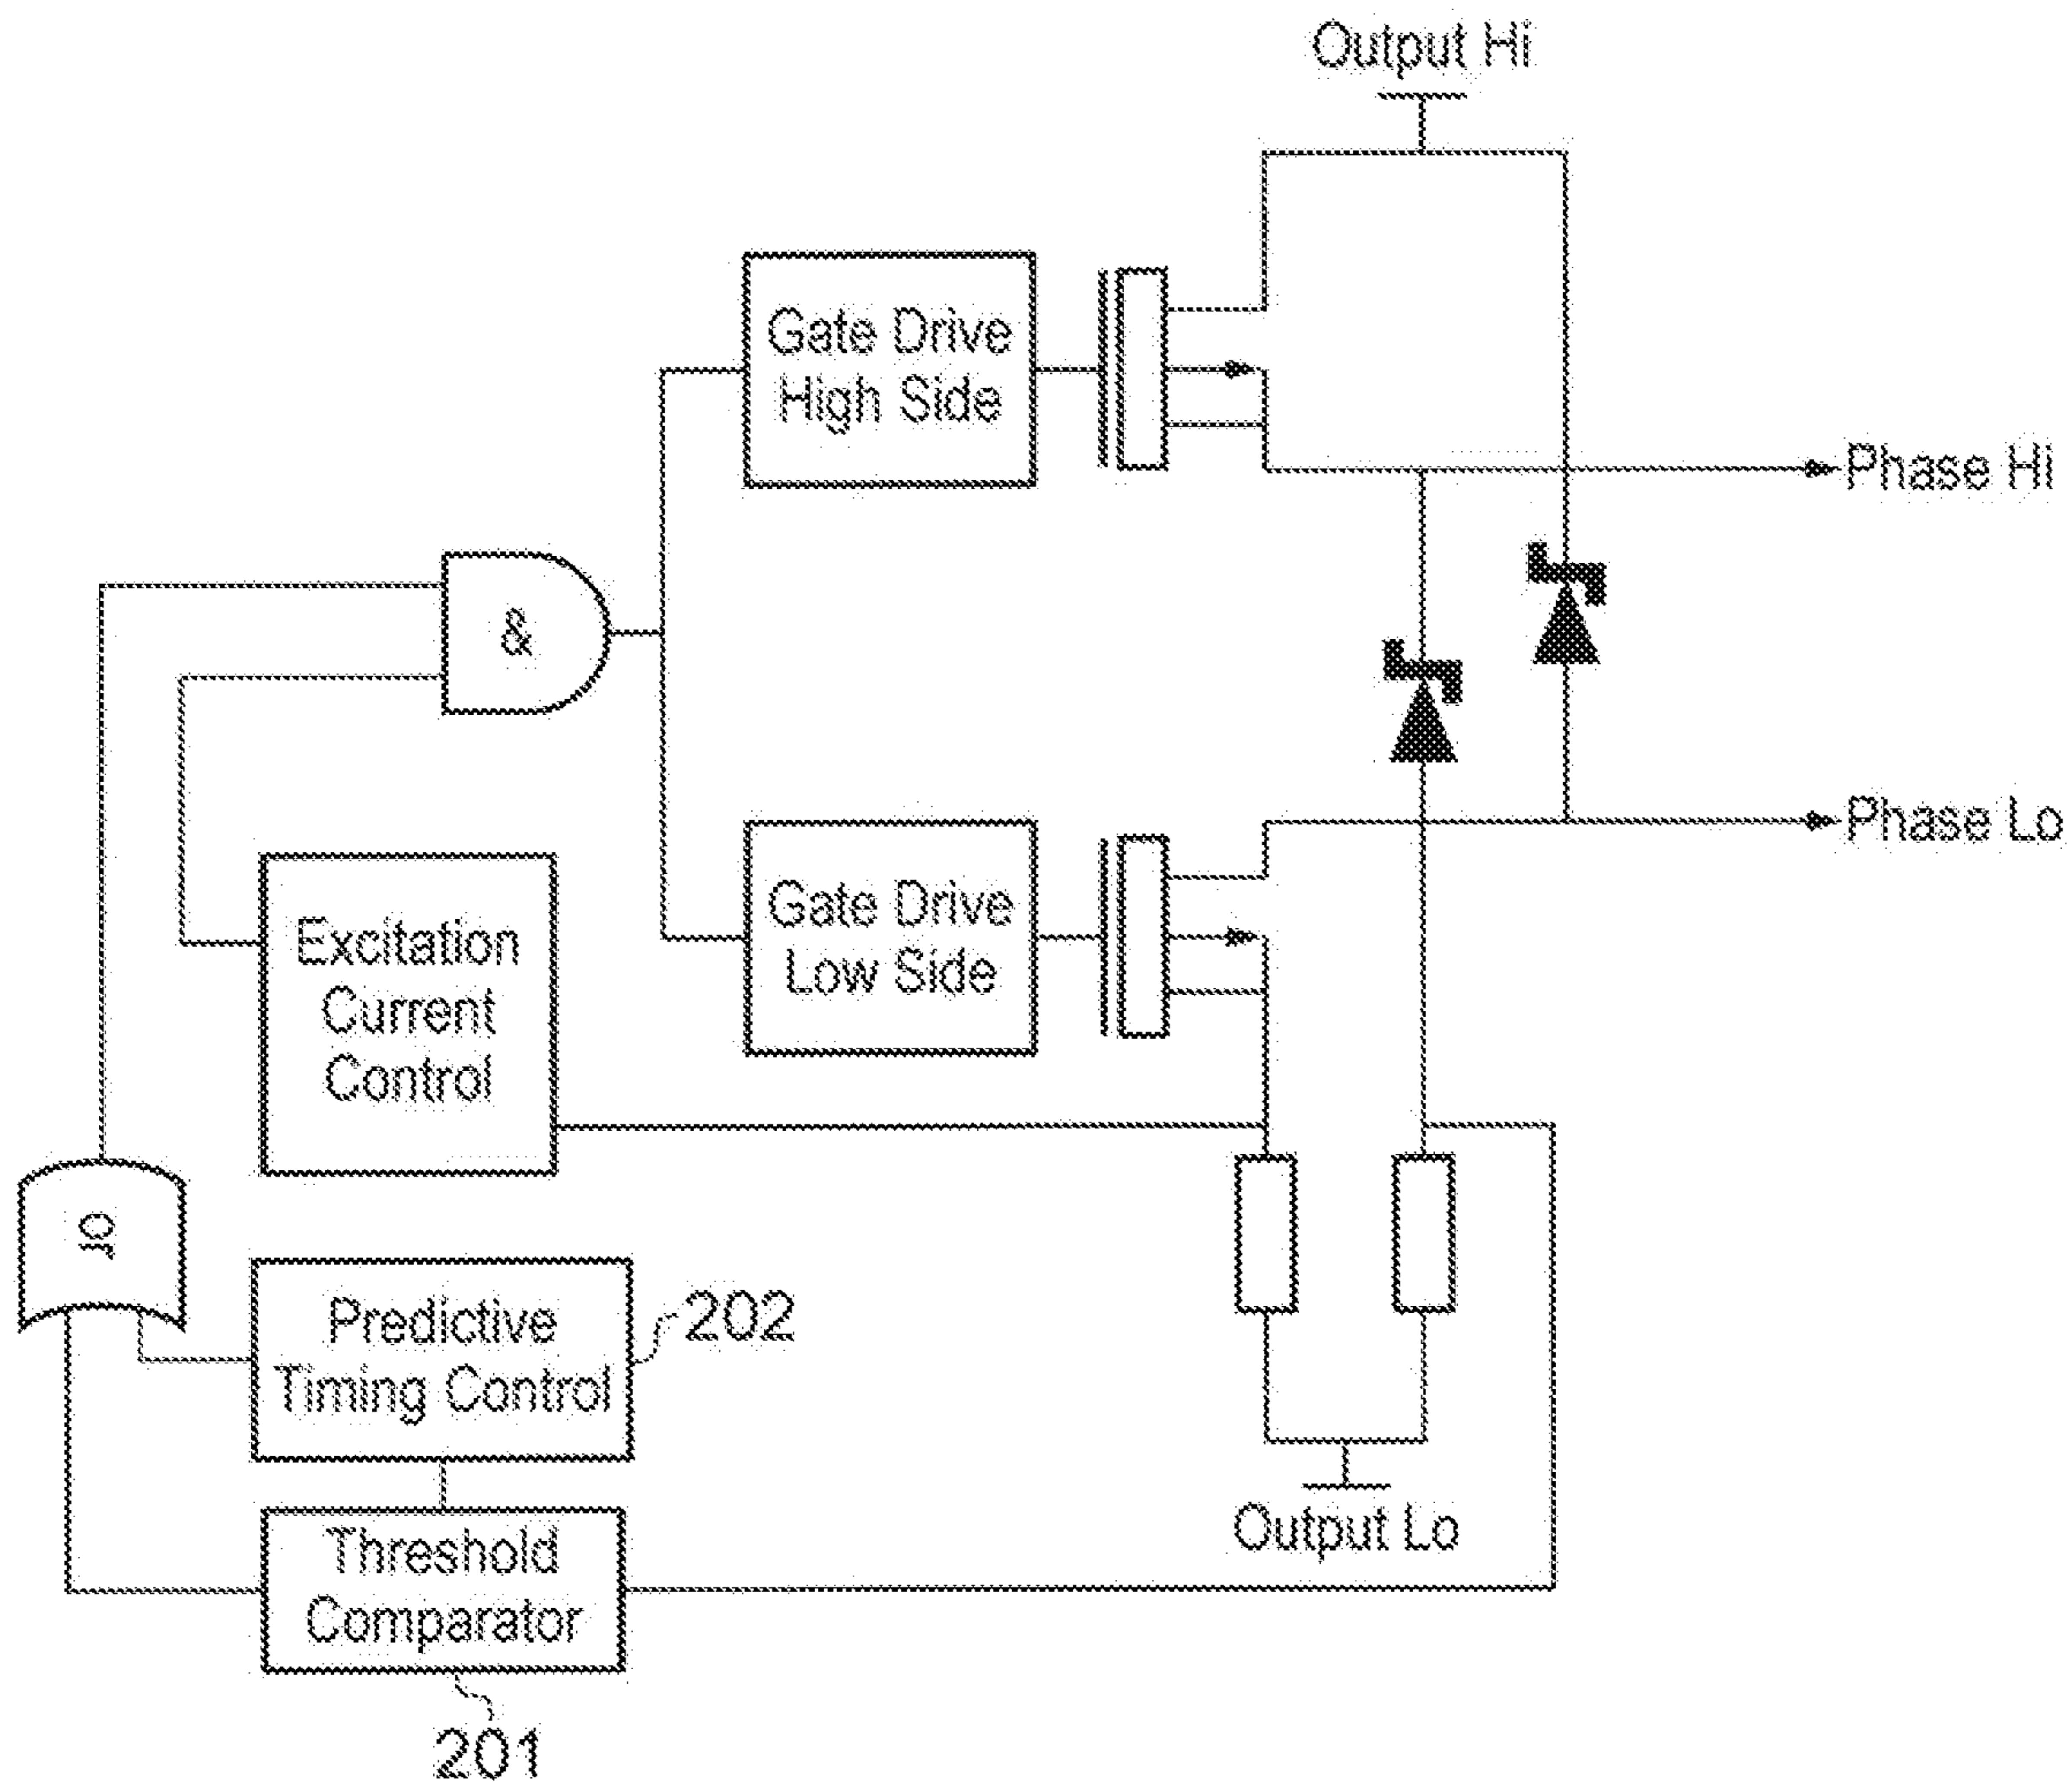 Output Hi
Gate Drive
High Side
Phase Hi
&
Phase Lo
Gate Drive
Low Side
Excitation
Current
Control
or
Predictive
Timing Control
202
Output Lo
Threshold
Comparator
201